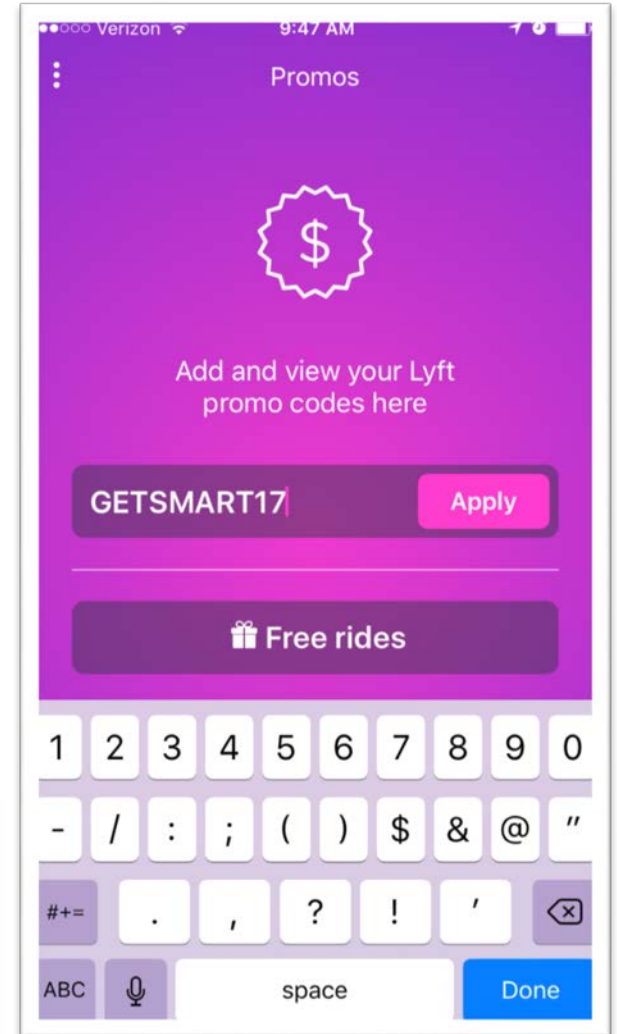 Verizon 9:47 AM
Promos
$
Add and view your Lyft
promo codes here
GETSMART17 Apply
Free rides
1 2 3 4 5 6 7 8 9 0
- / : ; ( ) $ & @ "
#+= . , ? ! '
ABC space Done